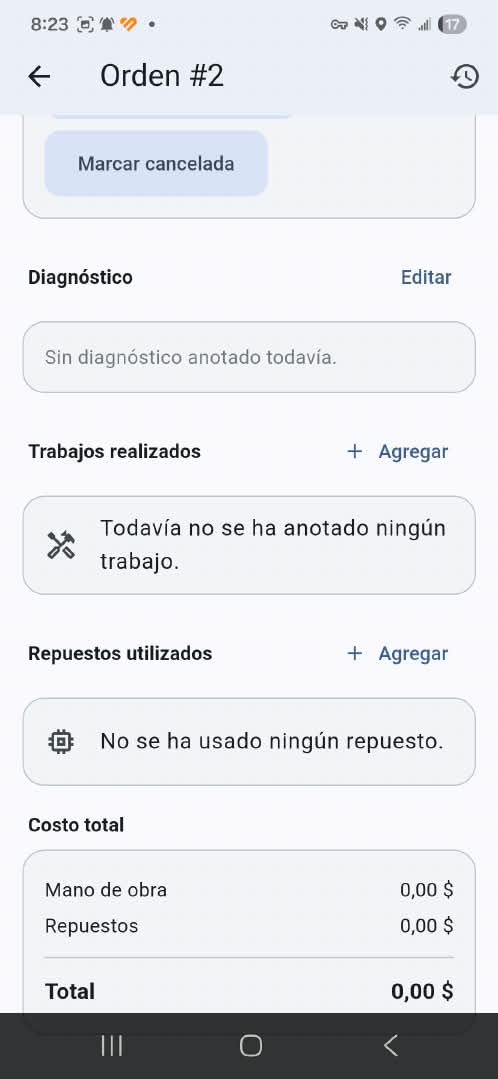 8:23
17
Orden #2
Marcar cancelada
Diagnóstico
Editar
Sin diagnóstico anotado todavía.
Trabajos realizados
+ Agregar
Todavía no se ha anotado ningún
trabajo.
Repuestos utilizados
+ Agregar
No se ha usado ningún repuesto.
Costo total
Mano de obra 0,00 $
Repuestos 0,00 $
Total 0,00 $